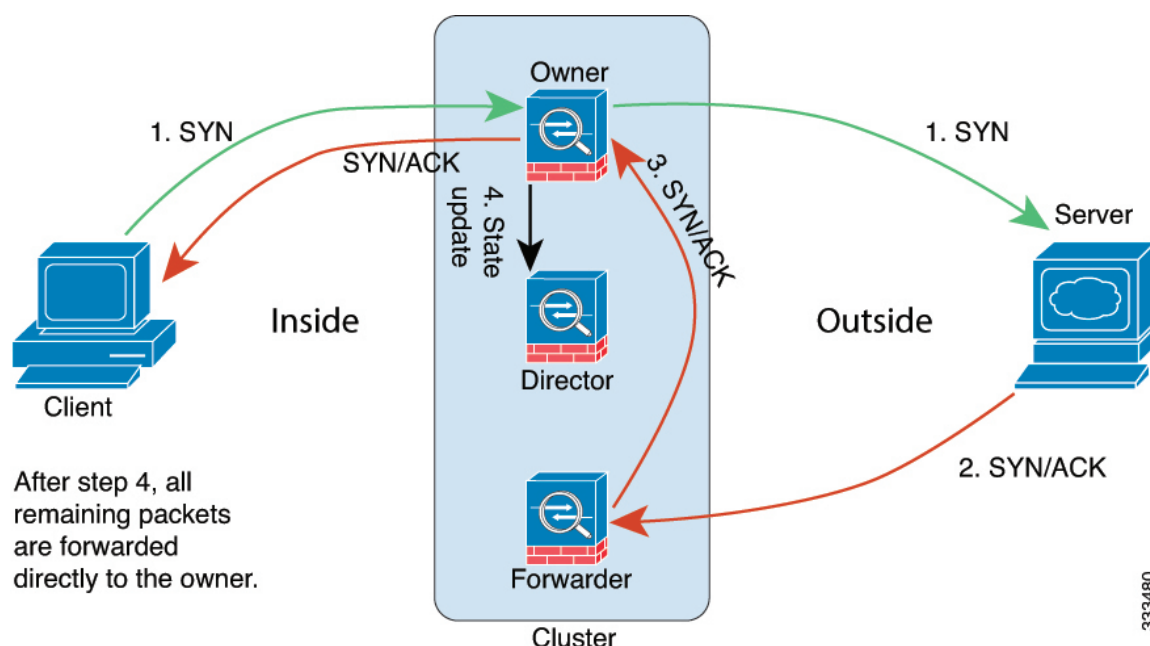 Owner
1. SYN
1. SYN
SYN/ACK
3. SYN/ACK
4. State
update
Server
Inside
Outside
Director
Client
2. SYN/ACK
After step 4, all
remaining packets
are forwarded
directly to the owner.
Forwarder
333480
Cluster